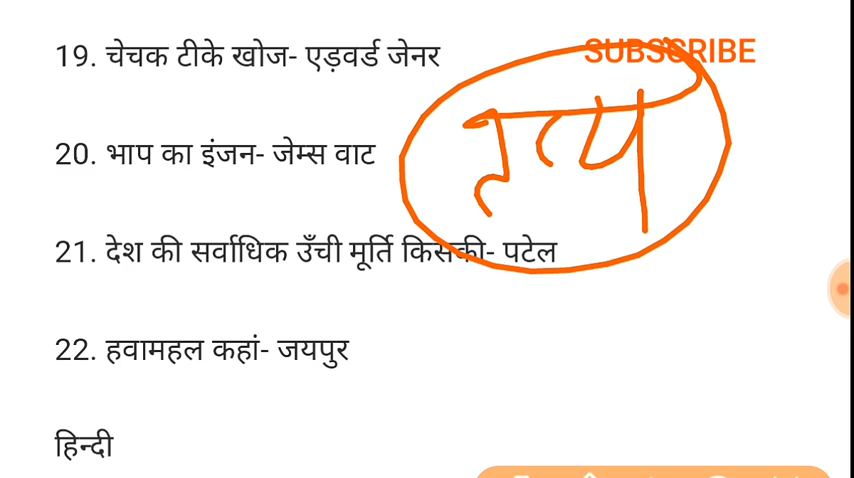 SUBSCRIBE
19. चेचक टीके खोज- एड़वर्ड जेनर
नृत्य
20. भाप का इंजन- जेम्स वाट
21. देश की सर्वाधिक उँची मूर्ति किसकी- पटेल
22. हवामहल कहां- जयपुर
हिन्दी